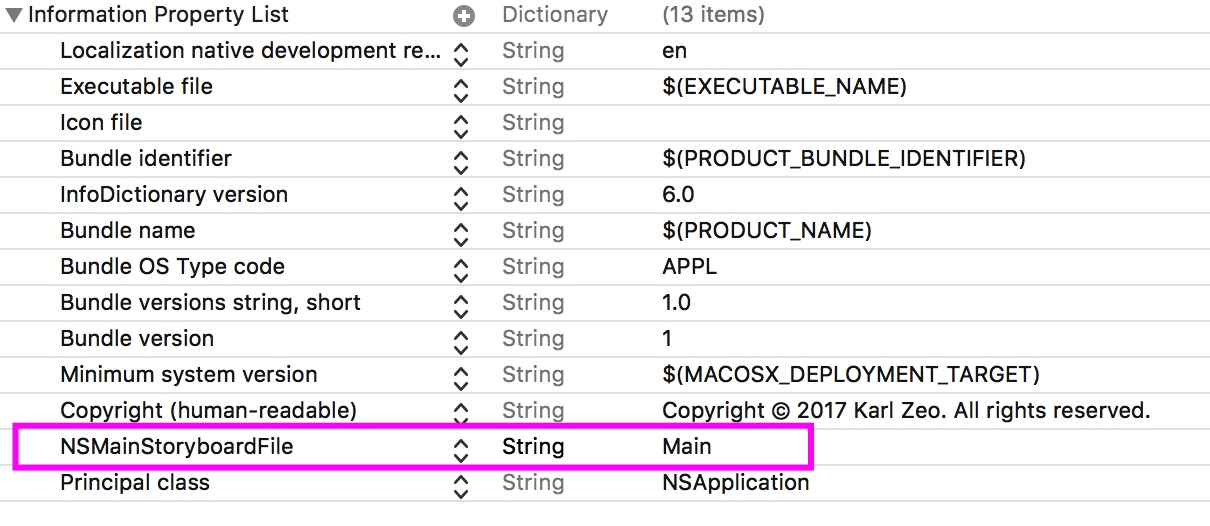 Information Property List Dictionary (13 items)
Localization native development re... String en
Executable file String $(EXECUTABLE_NAME)
Icon file String
Bundle identifier String $(PRODUCT_BUNDLE_IDENTIFIER)
InfoDictionary version String 6.0
Bundle name String $(PRODUCT_NAME)
Bundle OS Type code String APPL
Bundle versions string, short String 1.0
Bundle version String 1
Minimum system version String $(MACOSX_DEPLOYMENT_TARGET)
Copyright (human-readable) String Copyright © 2017 Karl Zeo. All rights reserved.
NSMainStoryboardFile String Main
Principal class String NSApplication